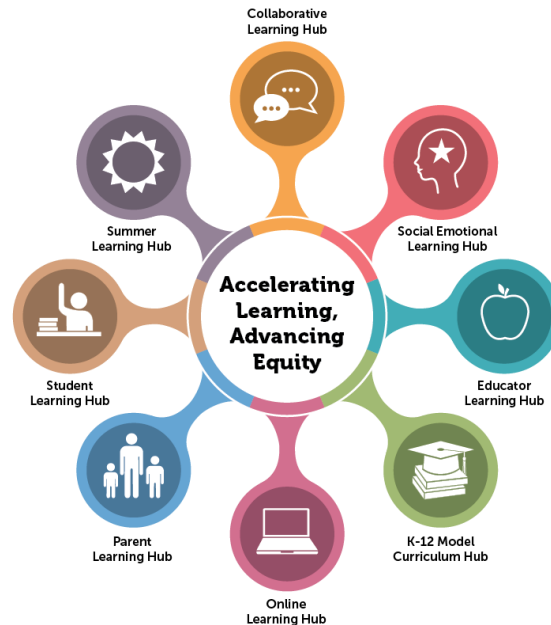 Collaborative
Learning Hub
Summer
Learning Hub
Social Emotional
Learning Hub
Accelerating
Learning,
Advancing
Equity
Student
Learning Hub
Educator
Learning Hub
Parent
Learning Hub
K-12 Model
Curriculum Hub
Online
Learning Hub